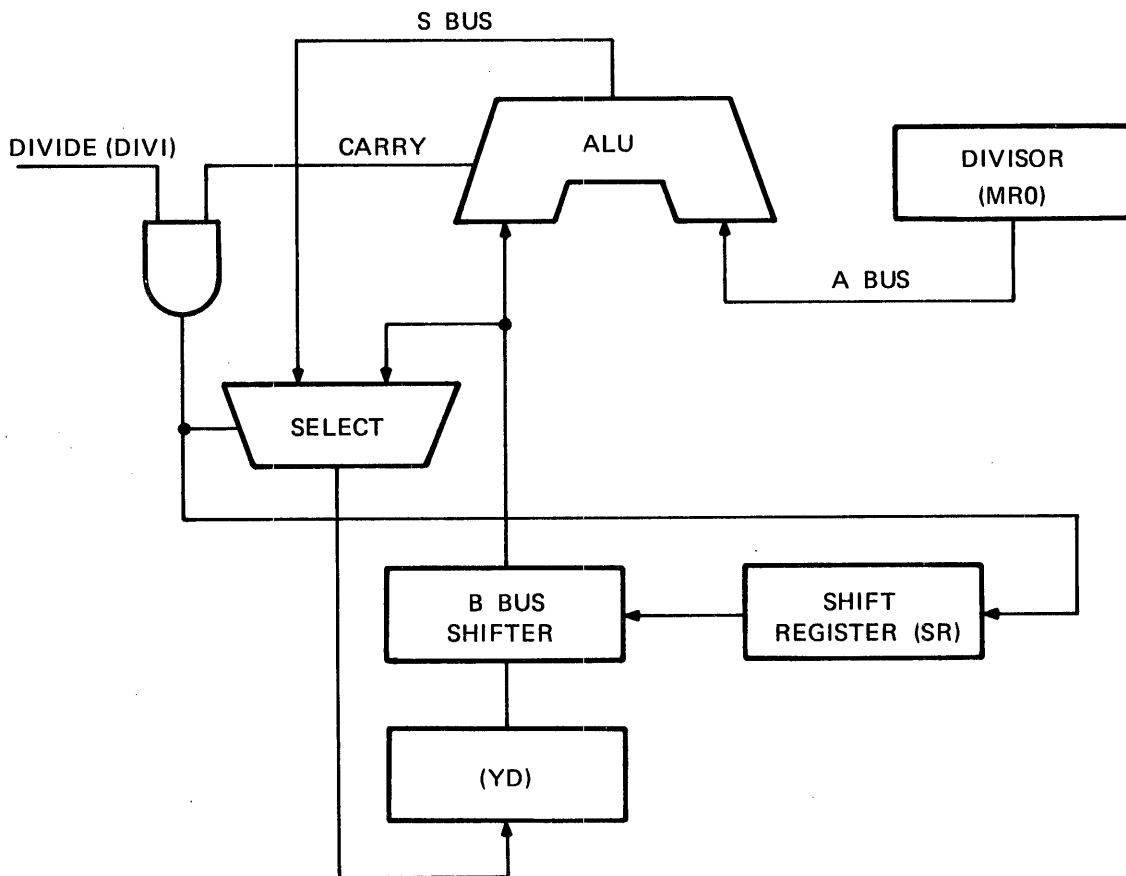 S BUS
DIVIDE (DIVI)
CARRY
ALU
DIVISOR
(MR0)
A BUS
SELECT
B BUS
SHIFTER
SHIFT
REGISTER (SR)
(YD)